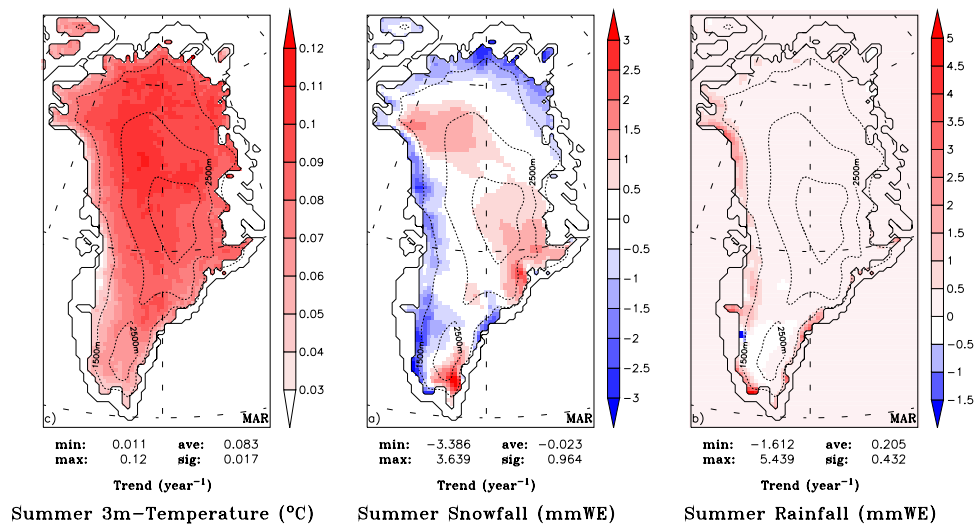 0.12
0.11
0.1
0.09
0.08
0.07
0.06
0.05
0.04
0.03
2500m
2500m
1500m
c)
MAR
min: 0.011 ave: 0.083
max: 0.12 sig: 0.017
Trend (year⁻¹)
Summer 3m−Temperature (°C)
3
2.5
2
1.5
1
0.5
0
−0.5
−1
−1.5
−2
−2.5
−3
2500m
2500m
1500m
a)
MAR
min: −3.386 ave: −0.023
max: 3.639 sig: 0.964
Trend (year⁻¹)
Summer Snowfall (mmWE)
5
4.5
4
3.5
3
2.5
2
1.5
1
0.5
0
−0.5
−1
−1.5
2500m
2500m
1500m
b)
MAR
min: −1.612 ave: 0.205
max: 5.439 sig: 0.432
Trend (year⁻¹)
Summer Rainfall (mmWE)